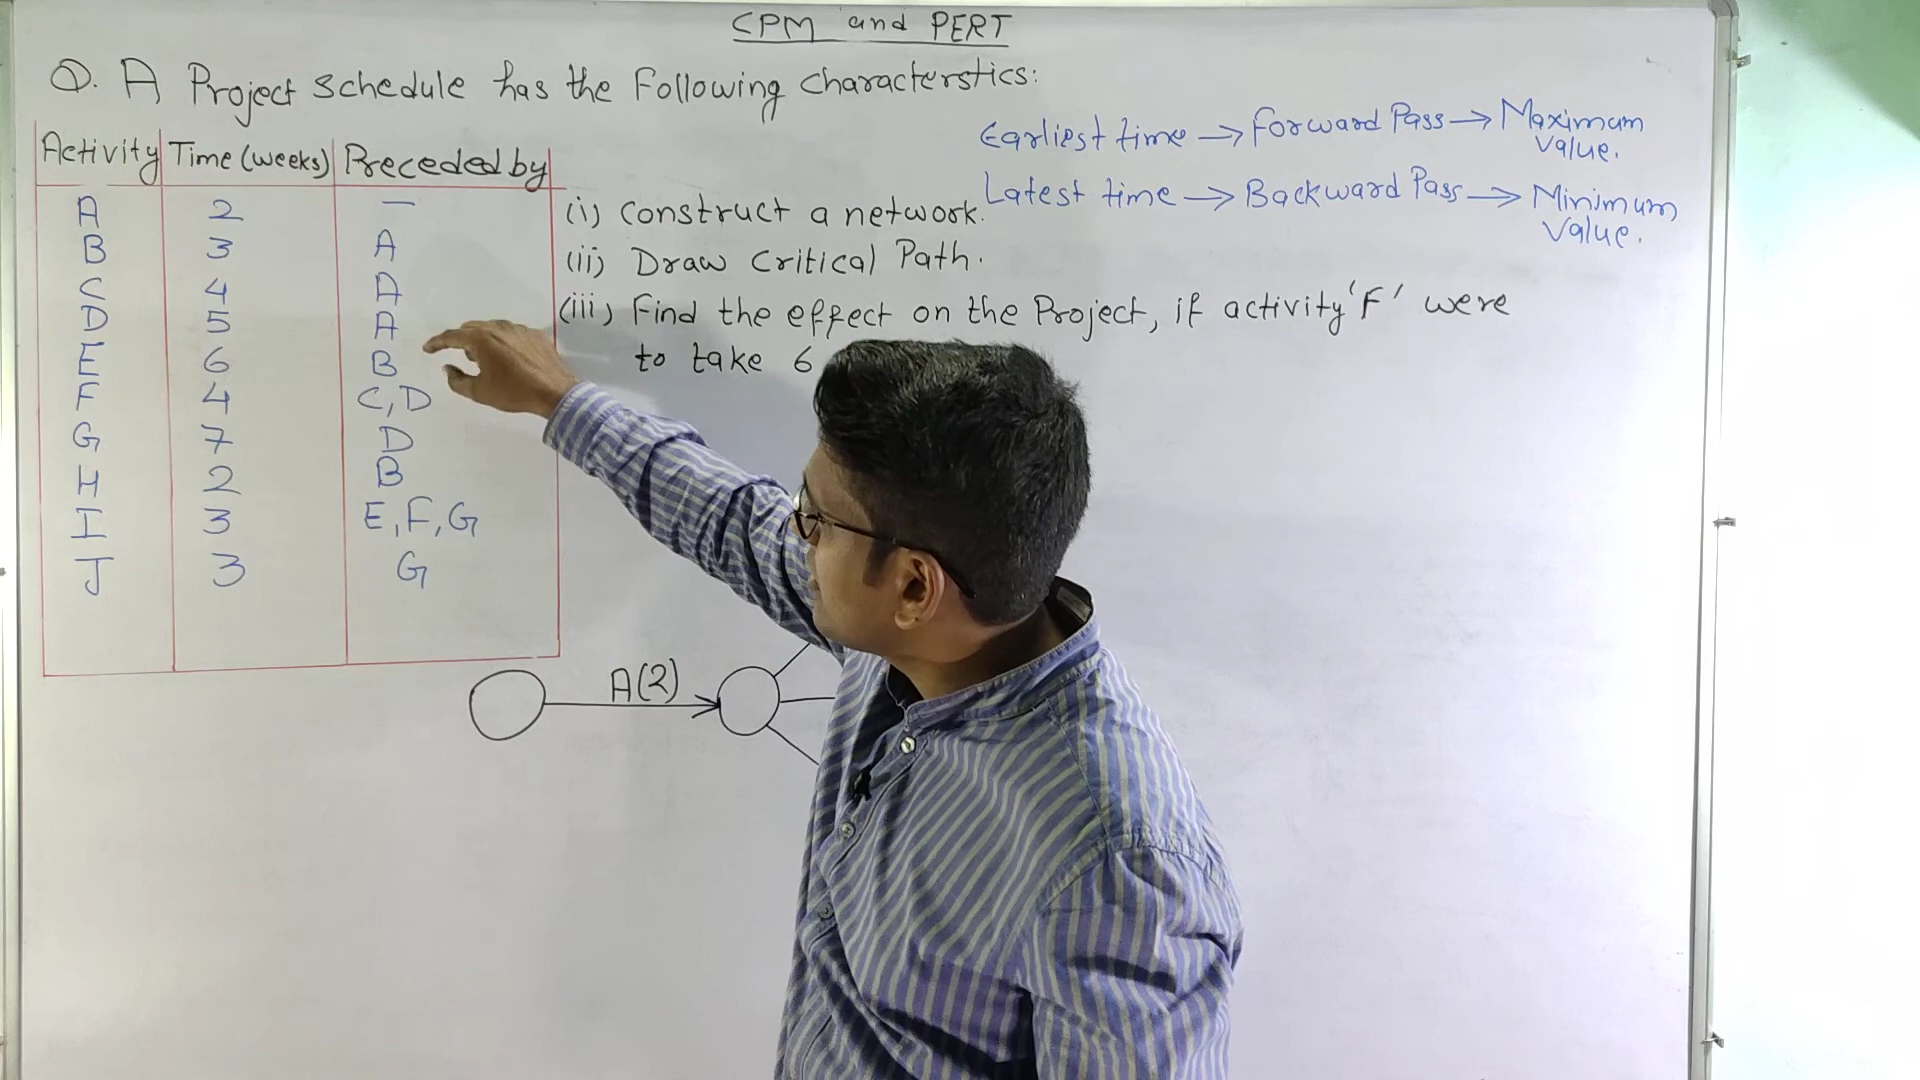 CPM and PERT
Q. A Project schedule has the Following characterstics:
Activity Time (weeks) Preceded by
A 2 —
B 3 A
C 4 A
D 5 A
E 6 B
F 4 C,D
G 7 D
H 2 B
I 3 E,F,G
J 3 G
Earliest time → Forward Pass → Maximum
Value.
Latest time → Backward Pass → Minimum
Value.
(i) Construct a network.
(ii) Draw Critical Path.
(iii) Find the effect on the Project, if activity 'F' were
to take 6
A(2)